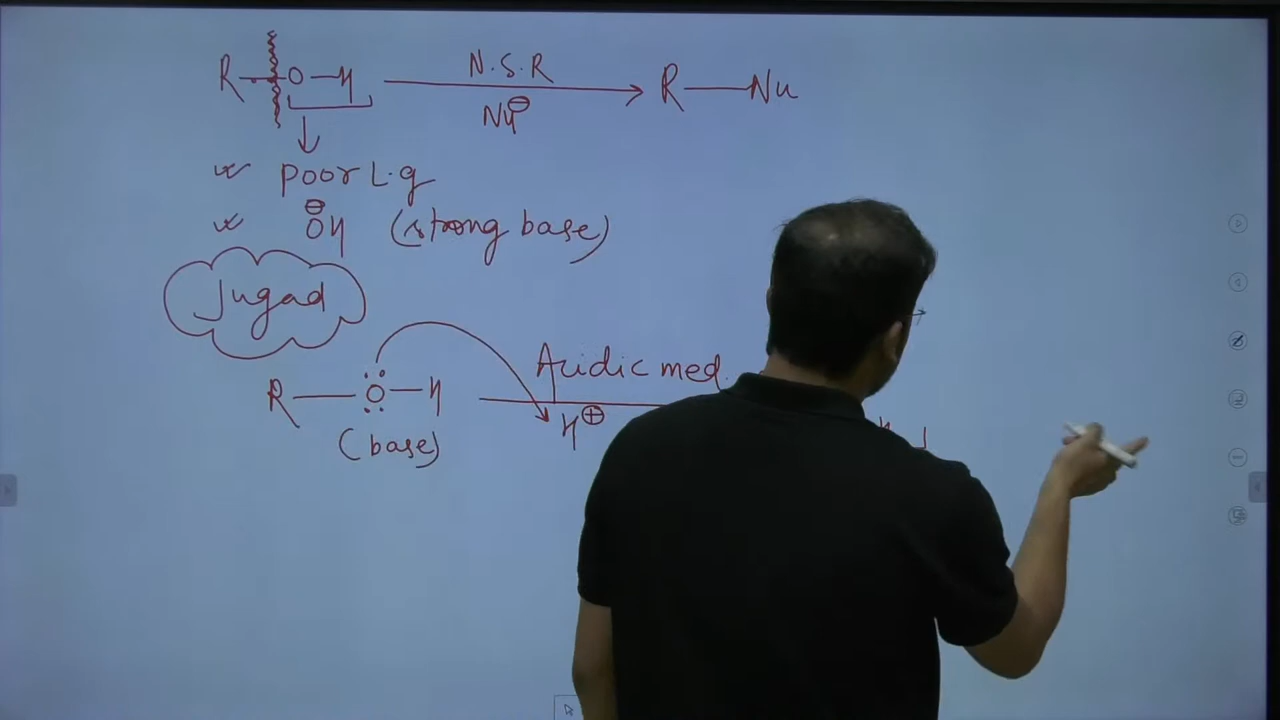 R-O-H N.S.R R-Nu
Nu⊖
Poor L.g
⊖
OH (strong base)
Jugad
R-Ö-H Acidic med.
H⊕
(base)